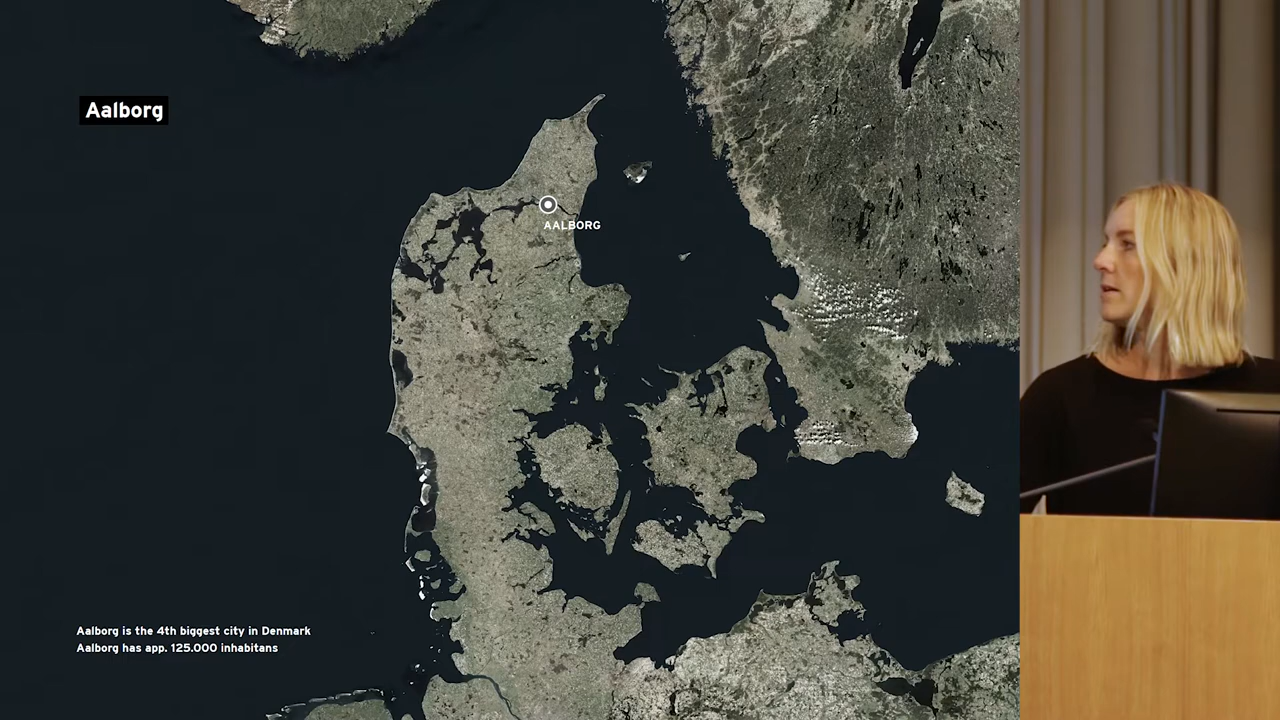 Aalborg
AALBORG
Aalborg is the 4th biggest city in Denmark
Aalborg has app. 125.000 inhabitans